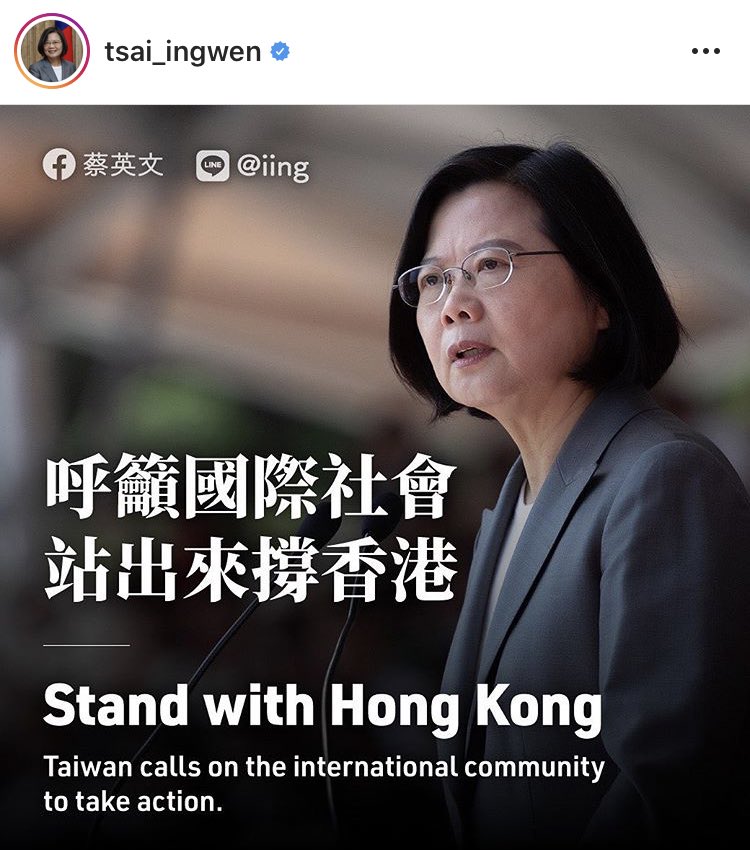 tsai_ingwen
蔡英文 LINE @iing
呼籲國際社會
站出來撐香港
Stand with Hong Kong
Taiwan calls on the international community
to take action.